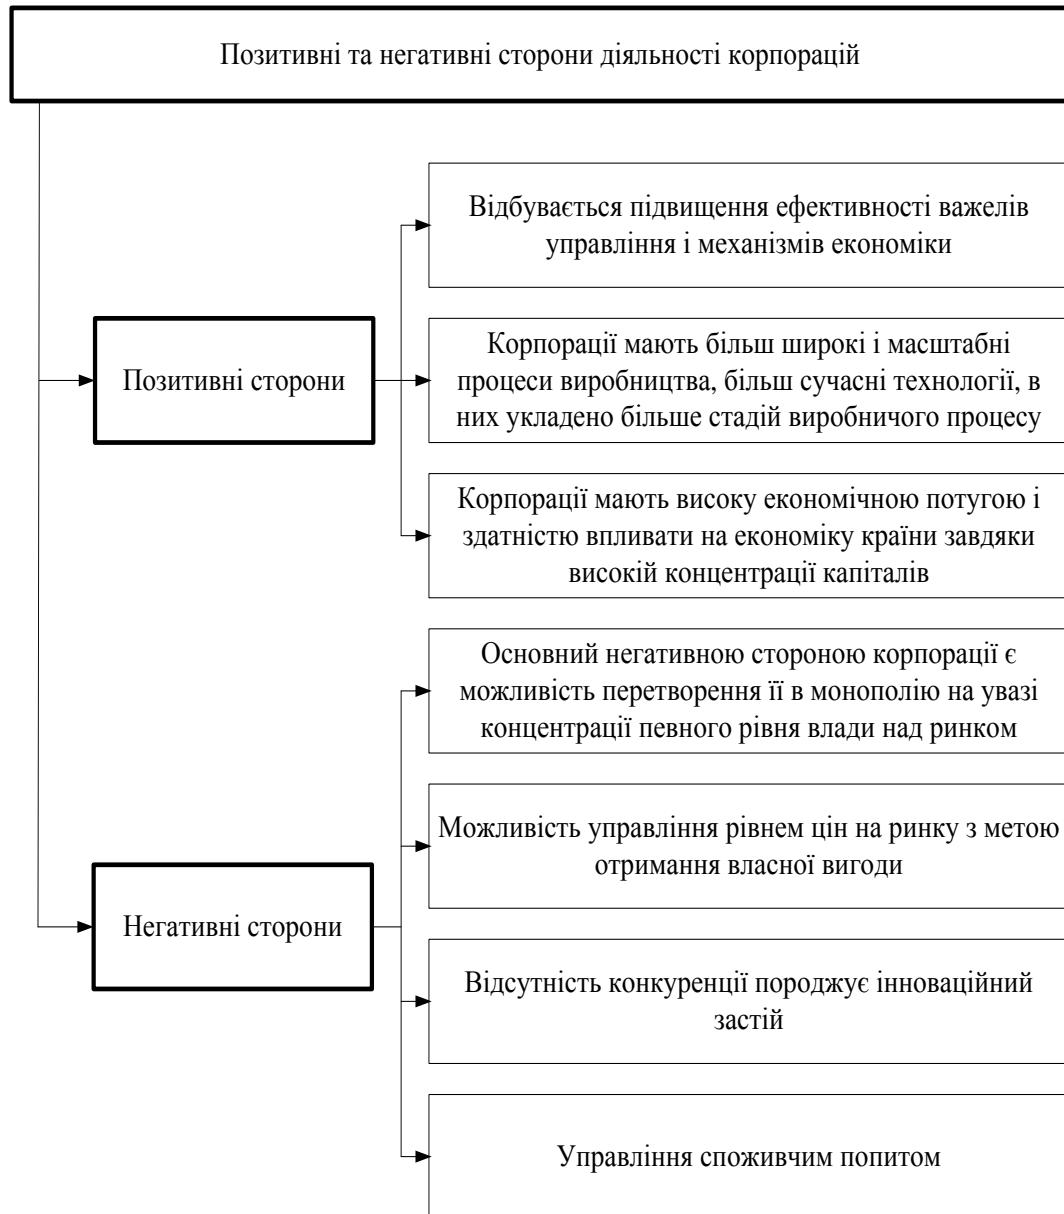 Позитивні та негативні сторони діяльності корпорацій
Позитивні сторони
Відбувається підвищення ефективності важелів
управління і механізмів економіки
Корпорації мають більш широкі і масштабні
процеси виробництва, більш сучасні технології, в
них укладено більше стадій виробничого процесу
Корпорації мають високу економічною потугою і
здатністю впливати на економіку країни завдяки
високій концентрації капіталів
Негативні сторони
Основний негативною стороною корпорації є
можливість перетворення її в монополію на увазі
концентрації певного рівня влади над ринком
Можливість управління рівнем цін на ринку з метою
отримання власної вигоди
Відсутність конкуренції породжує інноваційний
застій
Управління споживчим попитом